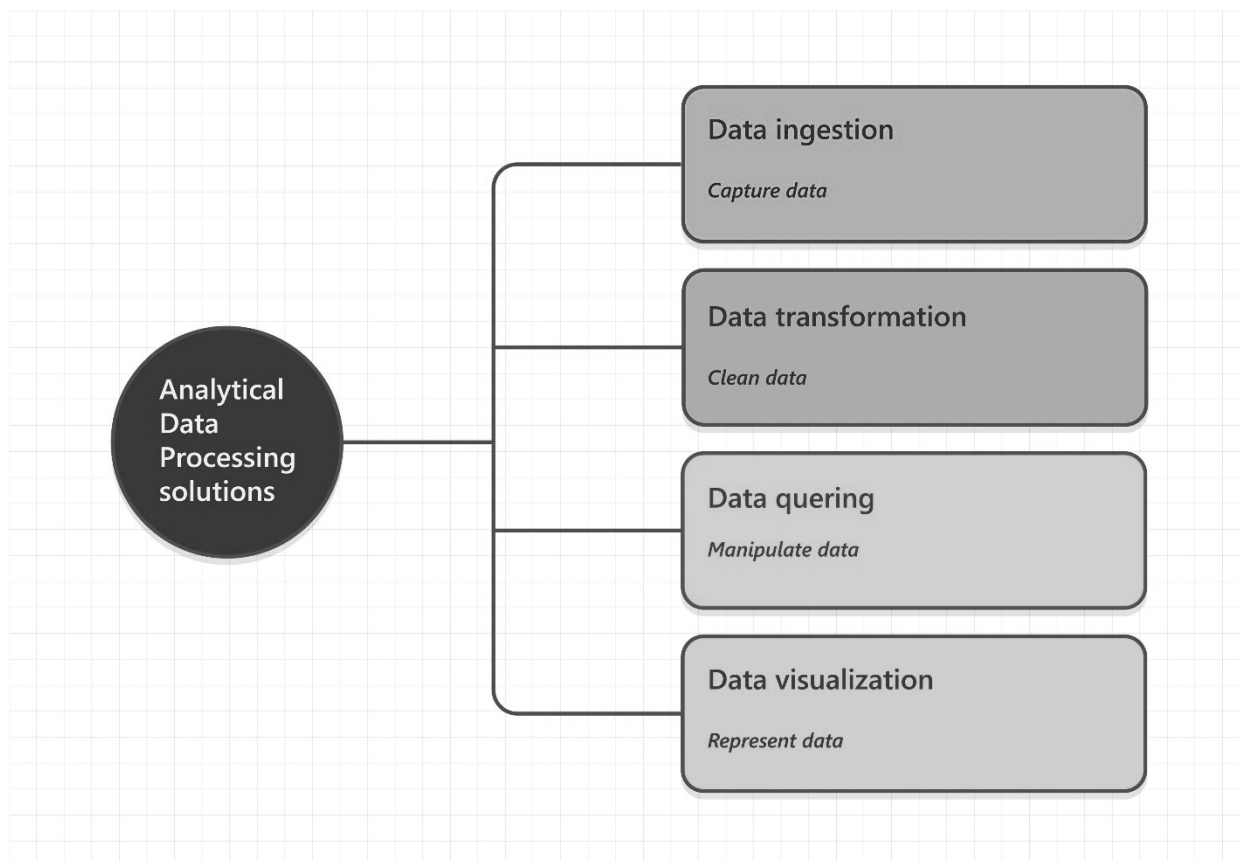 Analytical
Data
Processing
solutions
Data ingestion
Capture data
Data transformation
Clean data
Data quering
Manipulate data
Data visualization
Represent data